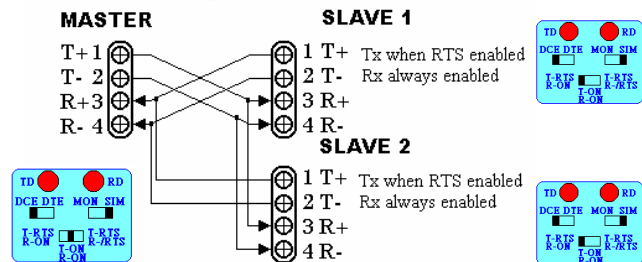 MASTER
T+ 1
T- 2
R+ 3
R- 4
SLAVE 1
1 T+ Tx when RTS enabled
2 T- Rx always enabled
3 R+
4 R-
SLAVE 2
1 T+ Tx when RTS enabled
2 T- Rx always enabled
3 R+
4 R-
TD RD
DCE DTE MON SIM
T-RTS T-RTS
R-ON R-/RTS
T-ON
R-ON
TD RD
DCE DTE MON SIM
T-RTS T-RTS
R-ON R-/RTS
T-ON
R-ON
TD RD
DCE DTE MON SIM
T-RTS T-RTS
R-ON R-/RTS
T-ON
R-ON